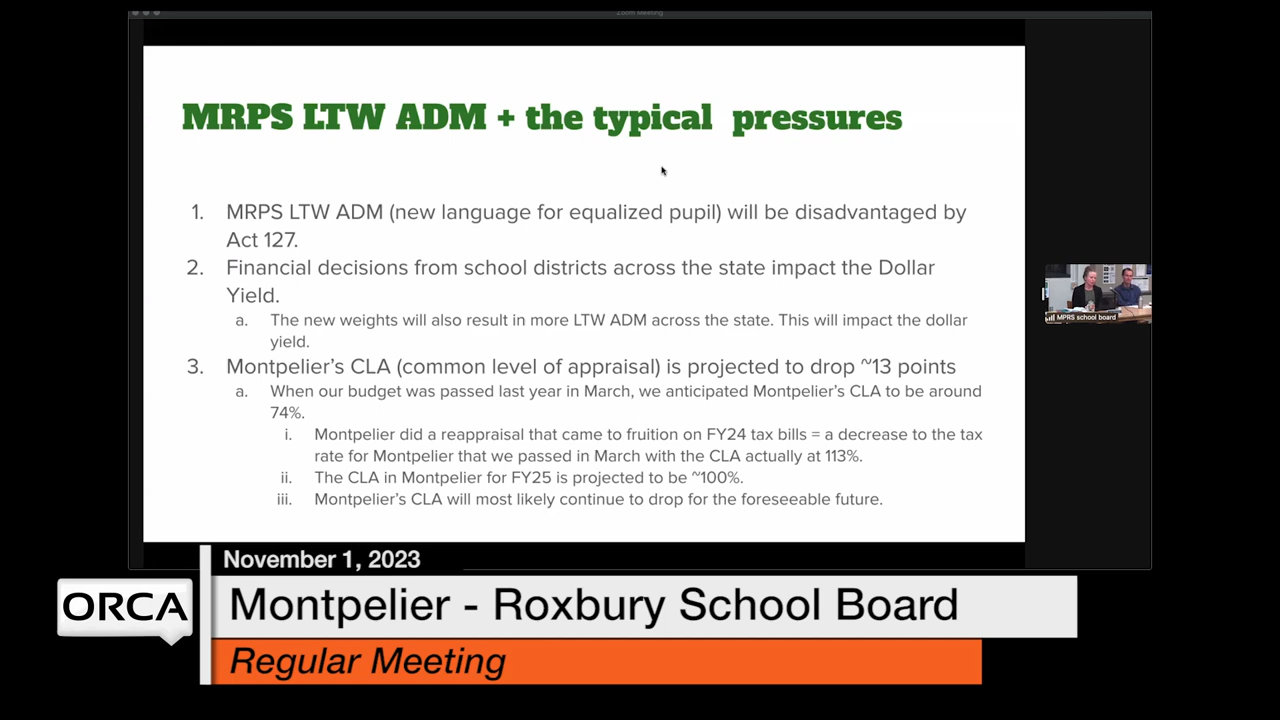 Zoom Meeting
MRPS LTW ADM + the typical pressures
1. MRPS LTW ADM (new language for equalized pupil) will be disadvantaged by
Act 127.
2. Financial decisions from school districts across the state impact the Dollar
Yield.
a. The new weights will also result in more LTW ADM across the state. This will impact the dollar
yield.
3. Montpelier's CLA (common level of appraisal) is projected to drop ~13 points
a. When our budget was passed last year in March, we anticipated Montpelier's CLA to be around
74%.
i. Montpelier did a reappraisal that came to fruition on FY24 tax bills = a decrease to the tax
rate for Montpelier that we passed in March with the CLA actually at 113%.
ii. The CLA in Montpelier for FY25 is projected to be ~100%.
iii. Montpelier's CLA will most likely continue to drop for the foreseeable future.
MPRS school board
November 1, 2023
ORCA
Montpelier - Roxbury School Board
Regular Meeting